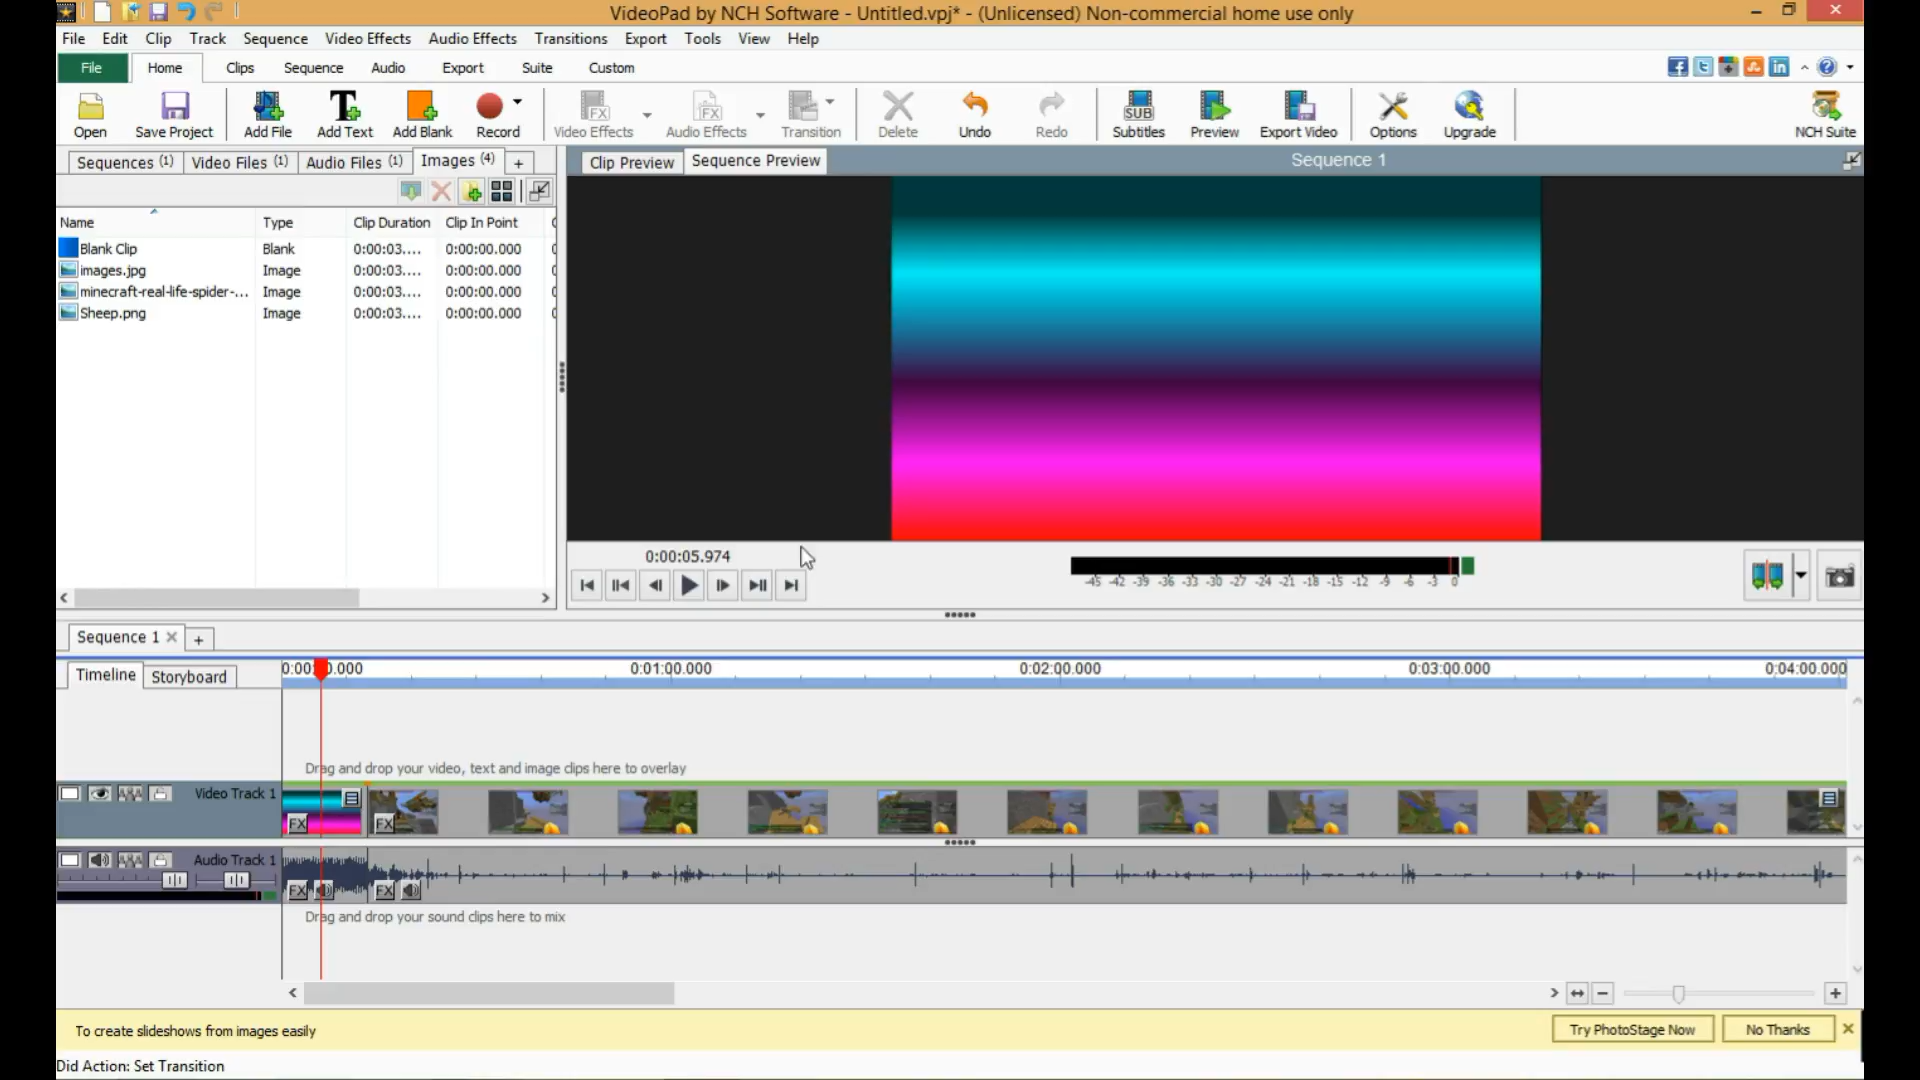 VideoPad by NCH Software - Untitled.vpj* - (Unlicensed) Non-commercial home use only
File Edit Clip Track Sequence Video Effects Audio Effects Transitions Export Tools View Help
File Home Clips Sequence Audio Export Suite Custom
Open Save Project Add File Add Text Add Blank Record Video Effects Audio Effects Transition Delete Undo Redo Subtitles Preview Export Video Options Upgrade NCH Suite
Sequences (1) Video Files (1) Audio Files (1) Images (4) +
Clip Preview Sequence Preview Sequence 1
Name Type Clip Duration Clip In Point
Blank Clip Blank 0:00:03.... 0:00:00.000
images.jpg Image 0:00:03.... 0:00:00.000
minecraft-real-life-spider-... Image 0:00:03.... 0:00:00.000
Sheep.png Image 0:00:03.... 0:00:00.000
0:00:05.974
-45 -42 -39 -36 -33 -30 -27 -24 -21 -18 -15 -12 -9 -6 -3 0
Sequence 1 +
Timeline Storyboard
0:01:00.000 0:02:00.000 0:03:00.000 0:04:00.000
Drag and drop your video, text and image clips here to overlay
Video Track 1
FX FX
Audio Track 1
FX FX
Drag and drop your sound clips here to mix
To create slideshows from images easily
Try PhotoStage Now No Thanks
Did Action: Set Transition